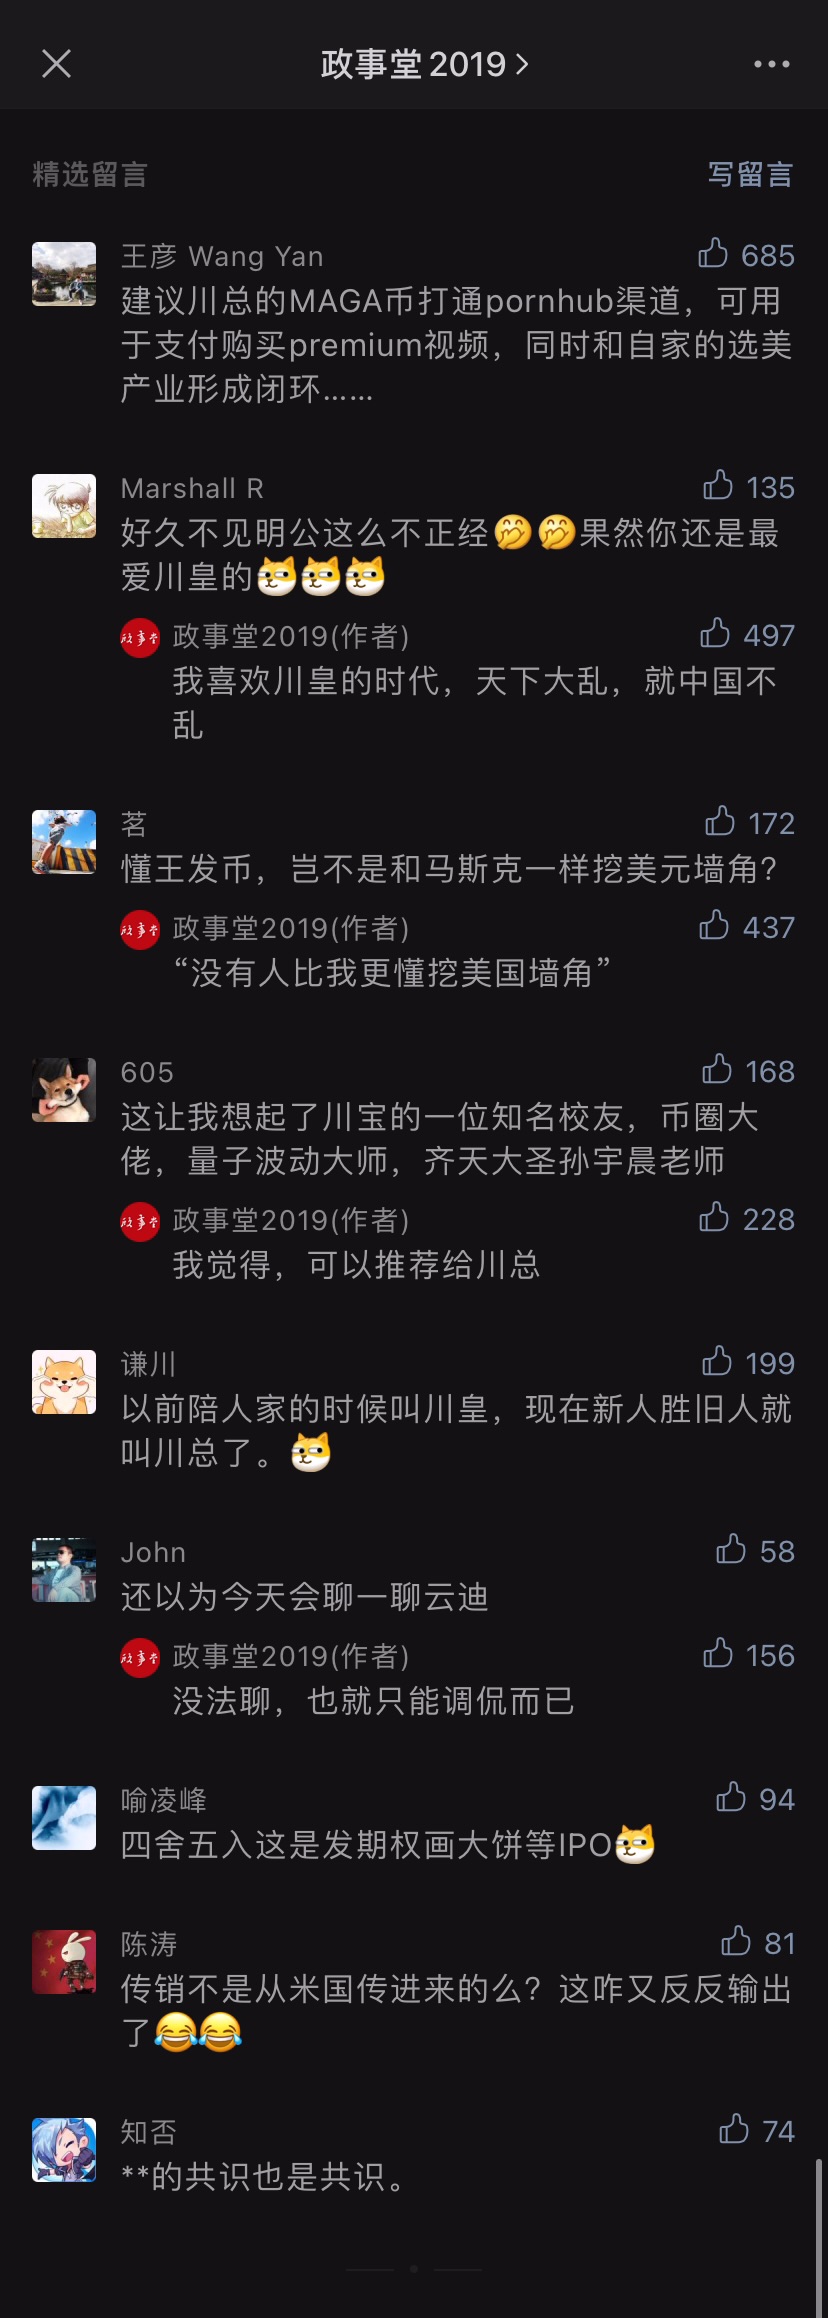 政事堂2019
精选留言
写留言
王彦 Wang Yan
685
建议川总的MAGA币打通pornhub渠道，可用
于支付购买premium视频，同时和自家的选美
产业形成闭环……
Marshall R
135
好久不见明公这么不正经🤭🤭果然你还是最
爱川皇的
政事堂2019(作者)
497
我喜欢川皇的时代，天下大乱，就中国不
乱
茗
172
懂王发币，岂不是和马斯克一样挖美元墙角？
政事堂2019(作者)
437
“没有人比我更懂挖美国墙角”
605
168
这让我想起了川宝的一位知名校友，币圈大
佬，量子波动大师，齐天大圣孙宇晨老师
政事堂2019(作者)
228
我觉得，可以推荐给川总
谦川
199
以前陪人家的时候叫川皇，现在新人胜旧人就
叫川总了。
John
58
还以为今天会聊一聊云迪
政事堂2019(作者)
156
没法聊，也就只能调侃而已
喻凌峰
94
四舍五入这是发期权画大饼等IPO
陈涛
81
传销不是从米国传进来的么？这咋又反反输出
了😂😂
知否
74
**的共识也是共识。